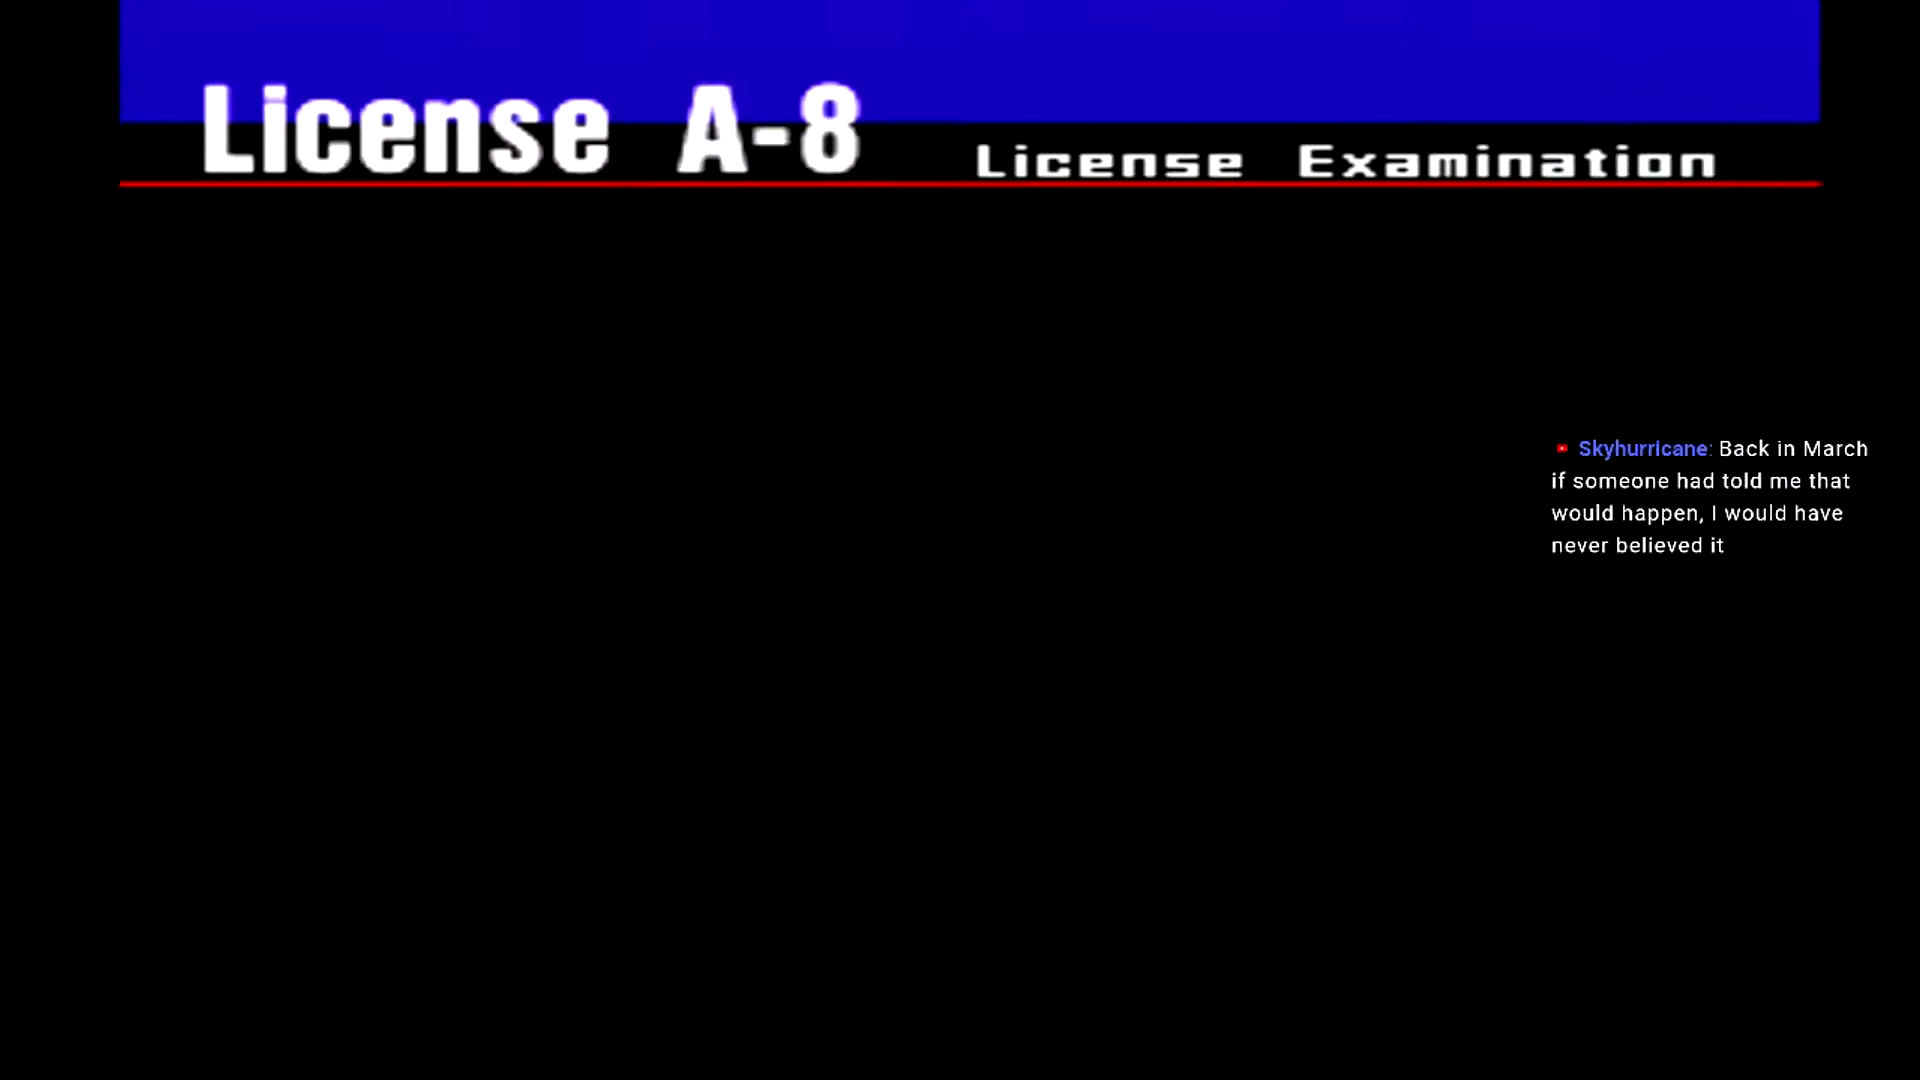 License A-8 License Examination
Skyhurricane: Back in March
if someone had told me that
would happen, I would have
never believed it